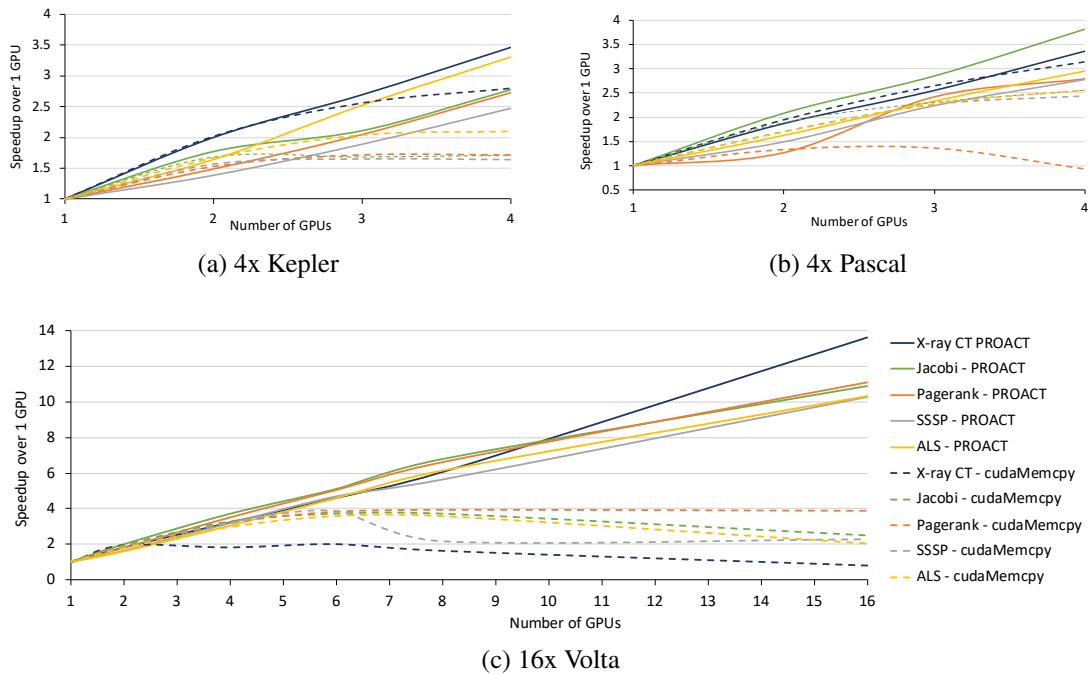 4
3.5
3
2.5
2
1.5
1
Speedup over 1 GPU
1 2 3 4
Number of GPUs
(a) 4x Kepler
4
3.5
3
2.5
2
1.5
1
0.5
Speedup over 1 GPU
1 2 3 4
Number of GPUs
(b) 4x Pascal
14
12
10
8
6
4
2
0
Speedup over 1 GPU
1 2 3 4 5 6 7 8 9 10 11 12 13 14 15 16
Number of GPUs
X-ray CT PROACT
Jacobi - PROACT
Pagerank - PROACT
SSSP - PROACT
ALS - PROACT
X-ray CT - cudaMemcpy
Jacobi - cudaMemcpy
Pagerank - cudaMemcpy
SSSP - cudaMemcpy
ALS - cudaMemcpy
(c) 16x Volta